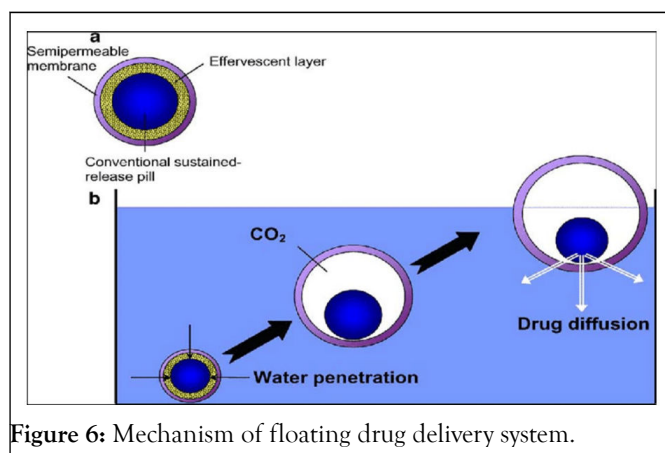 a
Semipermeable
membrane
Effervescent layer
Conventional sustained-
release pill
b
CO₂
Drug diffusion
Water penetration
Figure 6: Mechanism of floating drug delivery system.